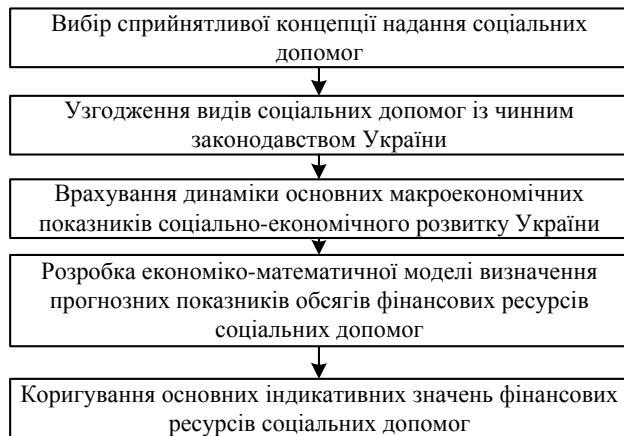 Вибір сприйнятливої концепції надання соціальних
допомог
Узгодження видів соціальних допомог із чинним
законодавством України
Врахування динаміки основних макроекономічних
показників соціально-економічного розвитку України
Розробка економіко-математичної моделі визначення
прогнозних показників обсягів фінансових ресурсів
соціальних допомог
Коригування основних індикативних значень фінансових
ресурсів соціальних допомог